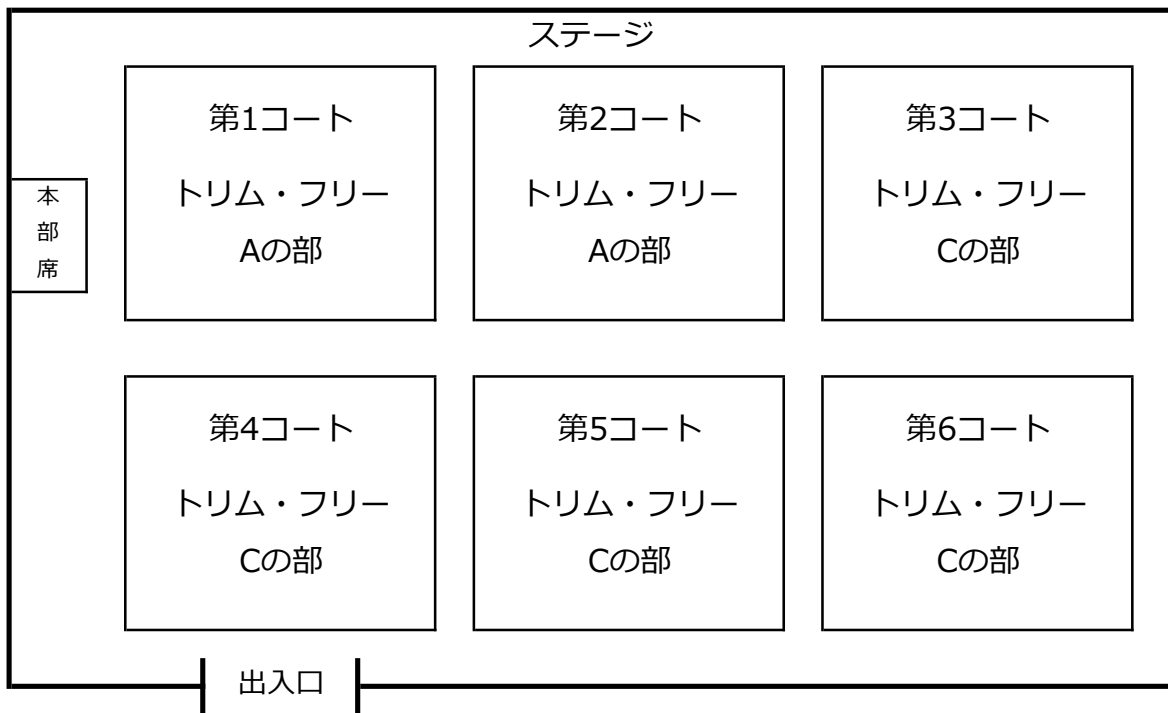 ステージ
第1コート
トリム・フリー
Aの部
第2コート
トリム・フリー
Aの部
第3コート
トリム・フリー
Cの部
本
部
席
第4コート
トリム・フリー
Cの部
第5コート
トリム・フリー
Cの部
第6コート
トリム・フリー
Cの部
出入口